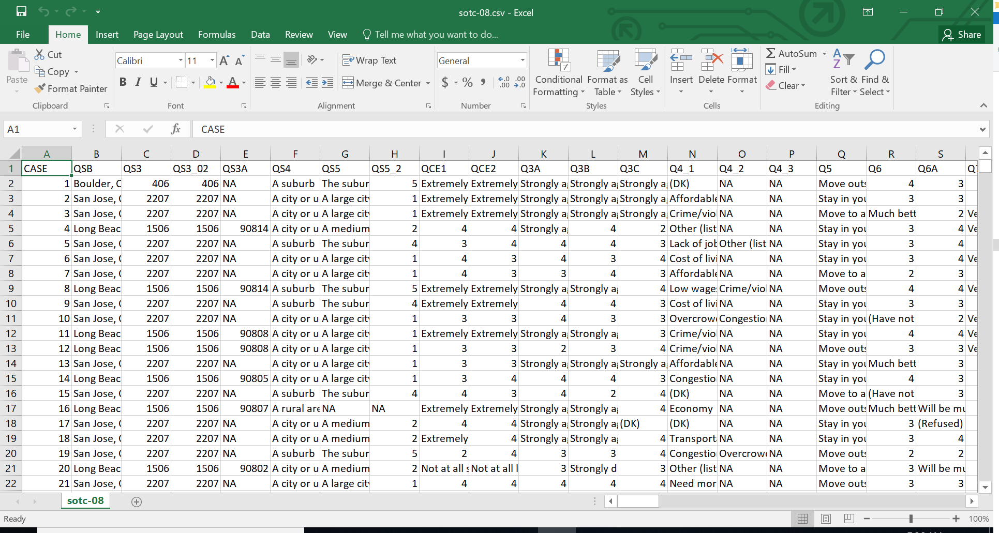 sotc-08.csv - Excel
File Home Insert Page Layout Formulas Data Review View Tell me what you want to do... Share
Paste Cut Copy Format Painter Clipboard
Calibri 11 A A B I U A Font
Wrap Text Merge & Center Alignment
General $ % , .0 .00 .00 .0 Number
Conditional Formatting Format as Table Cell Styles Styles
Insert Delete Format Cells
AutoSum Fill Clear Sort & Filter Find & Select Editing
A1 fx CASE
A B C D E F G H I J K L M N O P Q R S
1 CASE QSB QS3 QS3_02 QS3A QS4 QS5 QS5_2 QCE1 QCE2 Q3A Q3B Q3C Q4_1 Q4_2 Q4_3 Q5 Q6 Q6A
2 1 Boulder, C 406 406 NA A suburb The subur 5 Extremely Extremely Strongly a Strongly a Strongly a (DK) NA NA Move outs 4 3
3 2 San Jose, 2207 2207 NA A city or u A large city 1 Extremely Extremely Strongly a Strongly a Strongly a Affordable NA NA Stay in you 3 3
4 3 San Jose, 2207 2207 NA A city or u A large city 1 Extremely Extremely Strongly a Strongly a Strongly a Crime/vio NA NA Move to a Much bett 2 Ve
5 4 Long Beac 1506 1506 90814 A city or u A medium 2 4 4 Strongly a 4 2 Other (list NA NA Stay in you 3 4 Ve
6 5 San Jose, 2207 2207 NA A suburb The subur 4 3 4 4 4 3 Lack of job Other (list NA Stay in you 3 4
7 6 San Jose, 2207 2207 NA A city or u A large city 1 4 3 4 3 4 Cost of livi NA NA Stay in you 3 4 Ve
8 7 San Jose, 2207 2207 NA A city or u A large city 1 4 3 3 4 3 Affordable NA NA Move to a 2 3
9 8 Long Beac 1506 1506 90814 A suburb The subur 5 Extremely Extremely Strongly a Strongly a 4 Low wage Crime/vio NA Move outs 4 4 Ve
10 9 San Jose, 2207 2207 NA A suburb The subur 4 Extremely Extremely 4 4 3 Cost of livi NA NA Stay in you 3 3
11 10 San Jose, 2207 2207 NA A city or u A large city 1 3 3 4 3 3 Overcrow Congestio NA Stay in you (Have not 2 Ve
12 11 Long Beac 1506 1506 90808 A city or u A large city 1 Extremely Extremely Strongly a Strongly a 3 Crime/vio NA NA Stay in you 4 4 Ve
13 12 Long Beac 1506 1506 90808 A city or u A large city 1 3 3 2 3 4 Crime/vio NA NA Move outs 3 3 Ve
14 13 San Jose, 2207 2207 NA A city or u A large city 1 3 3 Strongly a Strongly a Strongly a Affordable NA NA Stay in you Much bett 3
15 14 Long Beac 1506 1506 90805 A city or u A large city 1 3 4 4 4 3 Congestio NA NA Stay in you 4 3
16 15 San Jose, 2207 2207 NA A suburb The subur 4 4 3 4 2 4 (DK) NA NA Move to a (Have not 3
17 16 Long Beac 1506 1506 90807 A rural are NA NA Extremely Extremely Strongly a Strongly a 4 Economy NA NA Move outs Much bett Will be mu
18 17 San Jose, 2207 2207 NA A city or u A medium 2 4 4 Strongly a Strongly a (DK) (DK) NA NA Stay in you 3 (Refused)
19 18 San Jose, 2207 2207 NA A city or u A medium 2 Extremely 4 Strongly a Strongly a 4 Transport NA NA Stay in you 3 4
20 19 San Jose, 2207 2207 NA A suburb The subur 5 2 4 3 3 4 Congestio Overcrow NA Move outs 2 2
21 20 Long Beac 1506 1506 90802 A city or u A medium 2 Not at all s Not at all l 3 Strongly d 3 Other (list NA NA Move to a 3 Will be mu
22 21 San Jose, 2207 2207 NA A city or u A large city 1 4 4 4 4 4 Need mor NA NA Move outs 3 3
sotc-08
Ready 100%